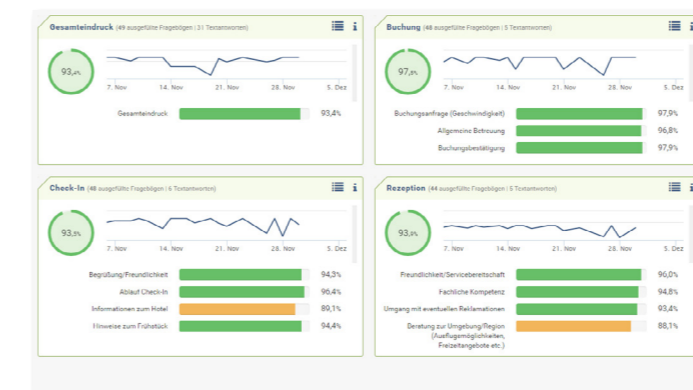 Gesamteindruck (49 ausgefüllte Fragebögen | 21 Textantworten)
93,4%
7. Nov 14. Nov 21. Nov 28. Nov 5. Dez
Gesamteindruck 93,4%
Buchung (48 ausgefüllte Fragebögen | 5 Textantworten)
7. Nov 14. Nov 21. Nov 28. Nov 5. Dez
Buchungsanfrage (Geschwindigkeit) 97,9%
Allgemeine Betreuung 96,8%
Buchungsbestätigung 97,9%
Check-In (48 ausgefüllte Fragebögen | 6 Textantworten)
7. Nov 14. Nov 21. Nov 28. Nov 5. Dez
Begrüßung/Freundlichkeit 94,3%
Ablauf Check-In 96,4%
Informationen zum Hotel 89,1%
Hinweise zum Frühstück 94,4%
Rezeption (44 ausgefüllte Fragebögen | 5 Textantworten)
7. Nov 14. Nov 21. Nov 28. Nov 5. Dez
Freundlichkeit/Servicebereitschaft 96,0%
Fachliche Kompetenz 94,8%
Umgang mit eventuellen Reklamationen 93,4%
Beratung zur Umgebung/Region 88,1%
(Ausflugsmöglichkeiten,
Freizeitangebote etc.)